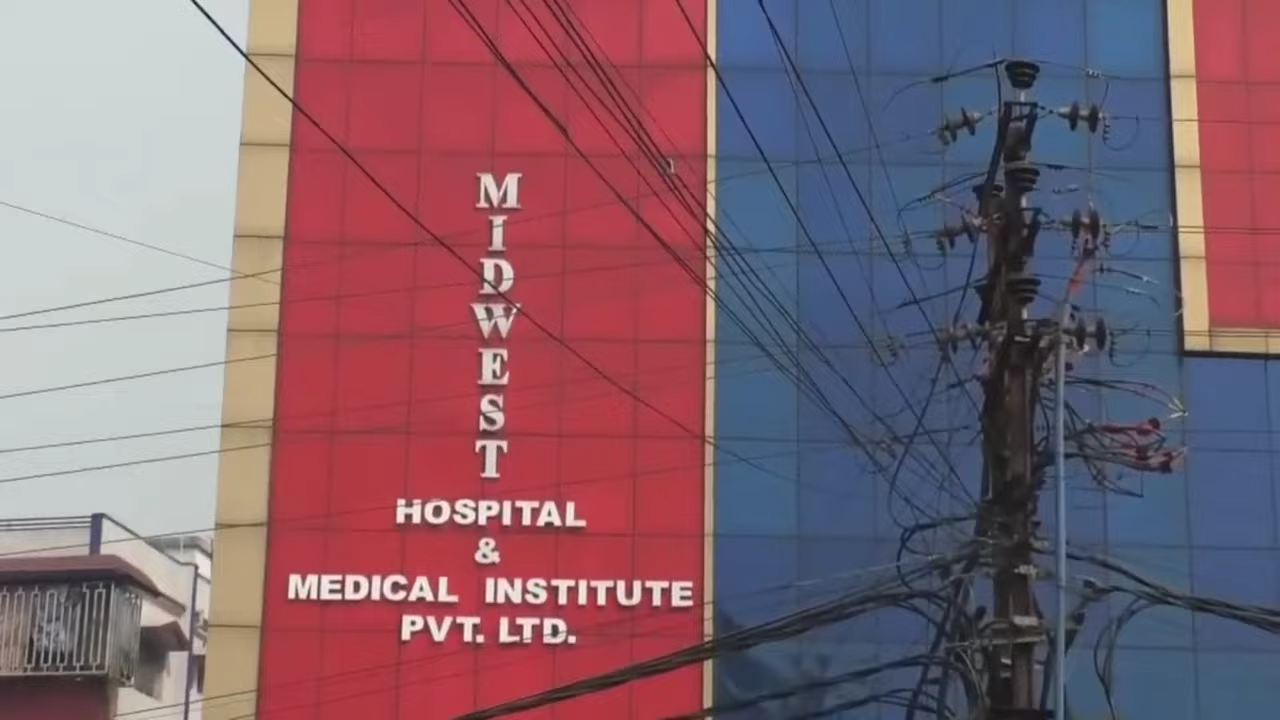 MIDWEST
HOSPITAL
&
MEDICAL INSTITUTE
PVT. LTD.